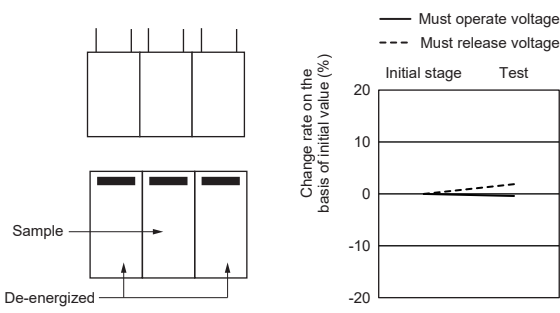 Sample
De-energized
Must operate voltage
Must release voltage
Initial stage Test
Change rate on the
basis of initial value (%)
20
10
0
-10
-20